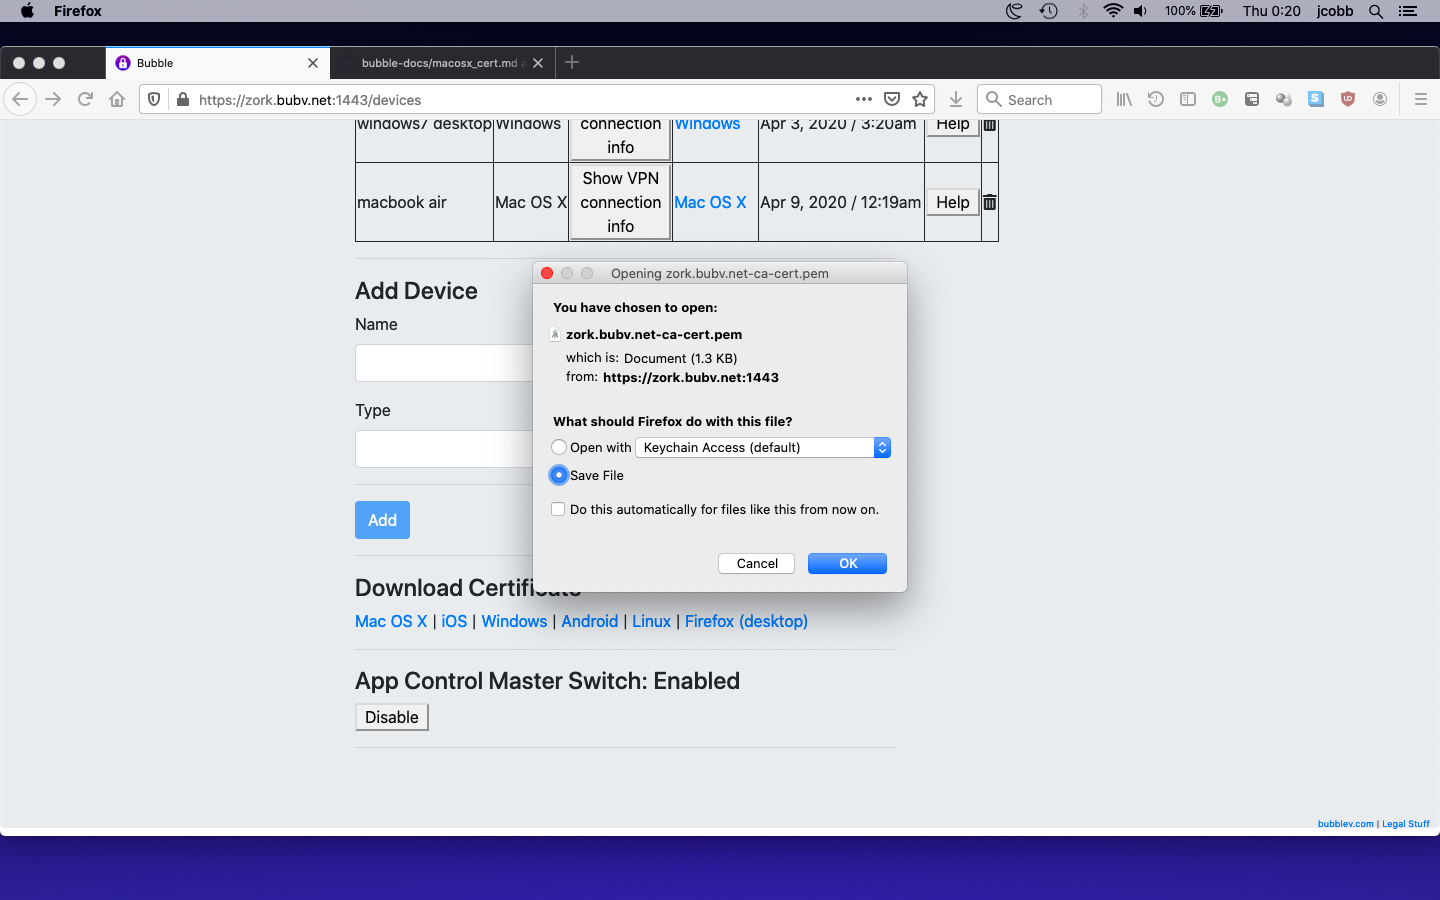 Firefox
100%
Thu 0:20
jcobb
Bubble
bubble-docs/macosx_cert.md
https://zork.bubv.net:1443/devices
Search
windows7 desktop
Windows
connection
info
Windows
Apr 3, 2020 / 3:20am
Help
macbook air
Mac OS X
Show VPN
connection
info
Mac OS X
Apr 9, 2020 / 12:19am
Help
Opening zork.bubv.net-ca-cert.pem
You have chosen to open:
zork.bubv.net-ca-cert.pem
which is: Document (1.3 KB)
from: https://zork.bubv.net:1443
What should Firefox do with this file?
Open with Keychain Access (default)
Save File
Do this automatically for files like this from now on.
Cancel
OK
Add Device
Name
Type
Add
Download Certificate
Mac OS X | iOS | Windows | Android | Linux | Firefox (desktop)
App Control Master Switch: Enabled
Disable
bubblev.com | Legal Stuff